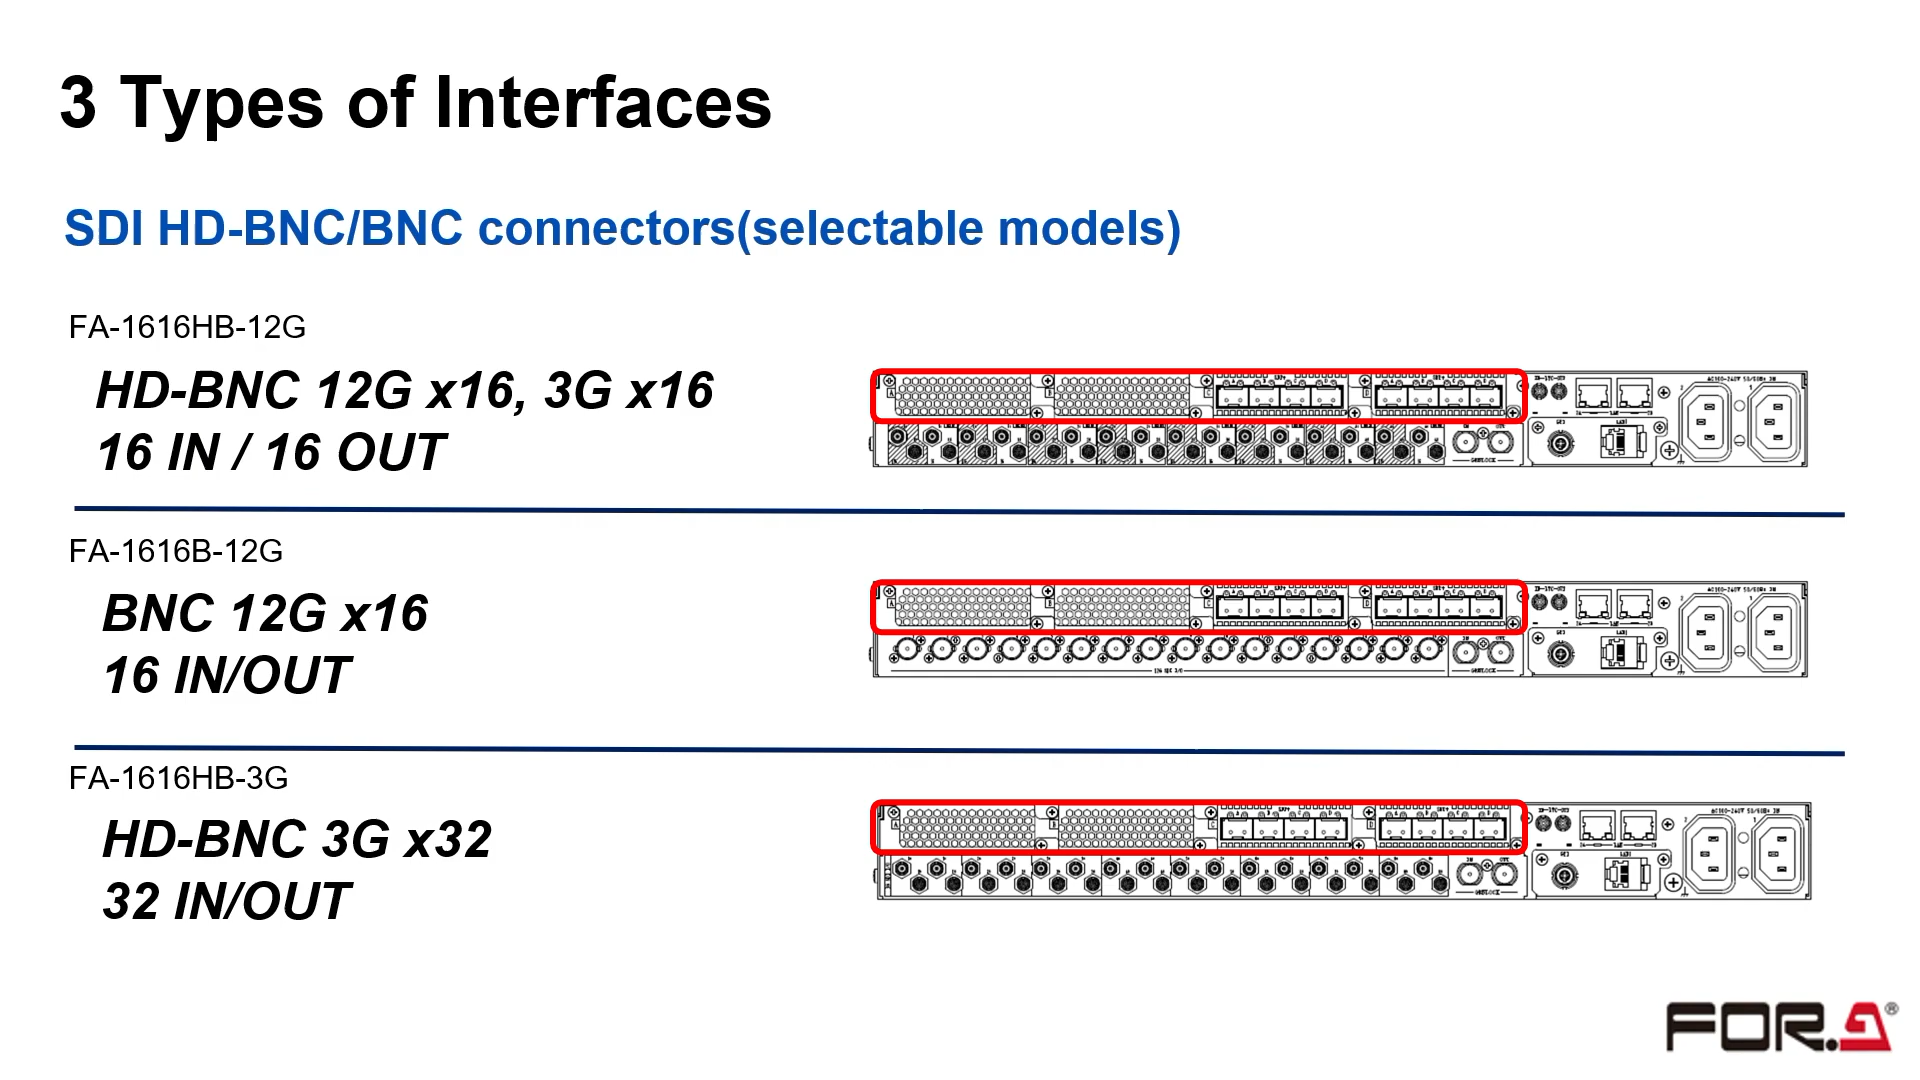 3 Types of Interfaces
SDI HD-BNC/BNC connectors(selectable models)
FA-1616HB-12G
HD-BNC 12G x16, 3G x16
16 IN / 16 OUT
FA-1616B-12G
BNC 12G x16
16 IN/OUT
FA-1616HB-3G
HD-BNC 3G x32
32 IN/OUT
FOR.A®